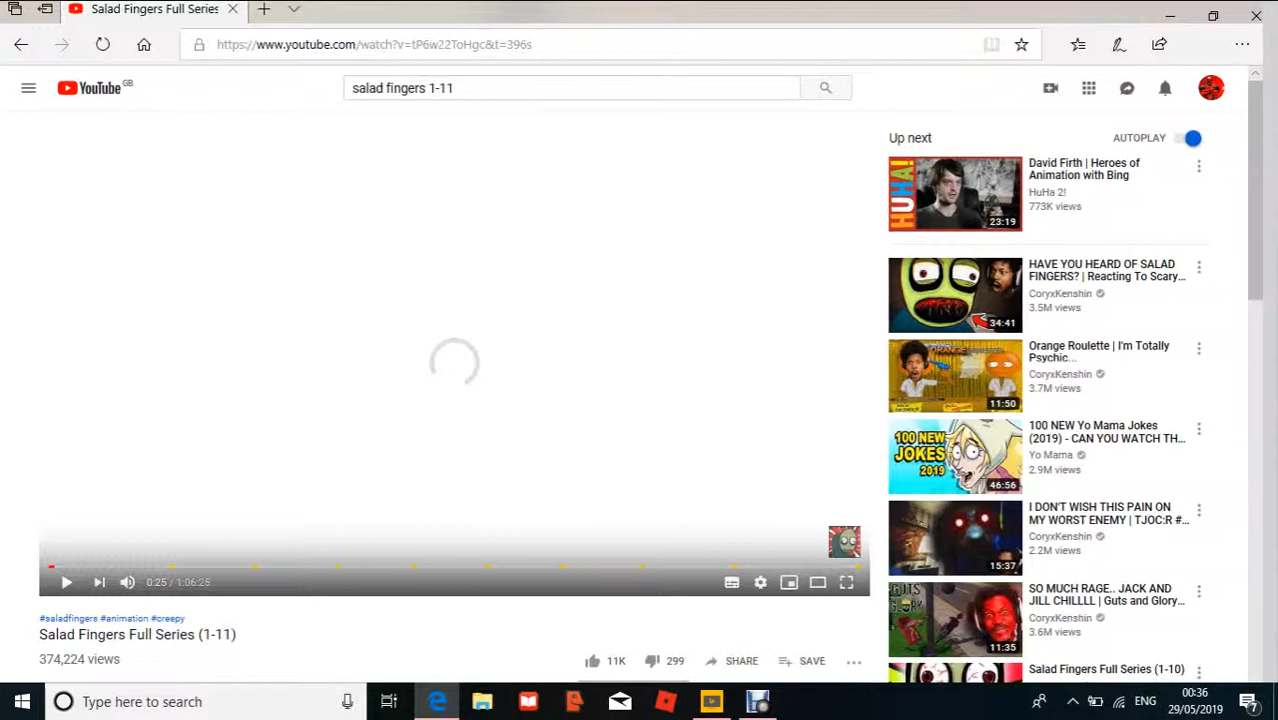 Salad Fingers Full Series
https://www.youtube.com/watch?v=tP6w22ToHgc&t=396s
YouTube GB
salad fingers 1-11
Up next
AUTOPLAY
HUHA!
23:19
David Firth | Heroes of
Animation with Bing
HuHa 2!
773K views
34:41
HAVE YOU HEARD OF SALAD
FINGERS? | Reacting To Scary...
CoryxKenshin
3.5M views
11:50
Orange Roulette | I'm Totally
Psychic...
CoryxKenshin
3.7M views
100 NEW
JOKES
2019
46:56
100 NEW Yo Mama Jokes
(2019) - CAN YOU WATCH TH...
Yo Mama
2.9M views
15:37
I DON'T WISH THIS PAIN ON
MY WORST ENEMY | TJOC:R #...
CoryxKenshin
2.2M views
GUTS
GLORY
11:35
SO MUCH RAGE.. JACK AND
JILL CHILLLL | Guts and Glory...
CoryxKenshin
3.6M views
Salad Fingers Full Series (1-10)
0:25 / 1:06:25
#saladfingers #animation #creepy
Salad Fingers Full Series (1-11)
374,224 views
11K
299
SHARE
SAVE
Type here to search
ENG
00:36
29/05/2019
7